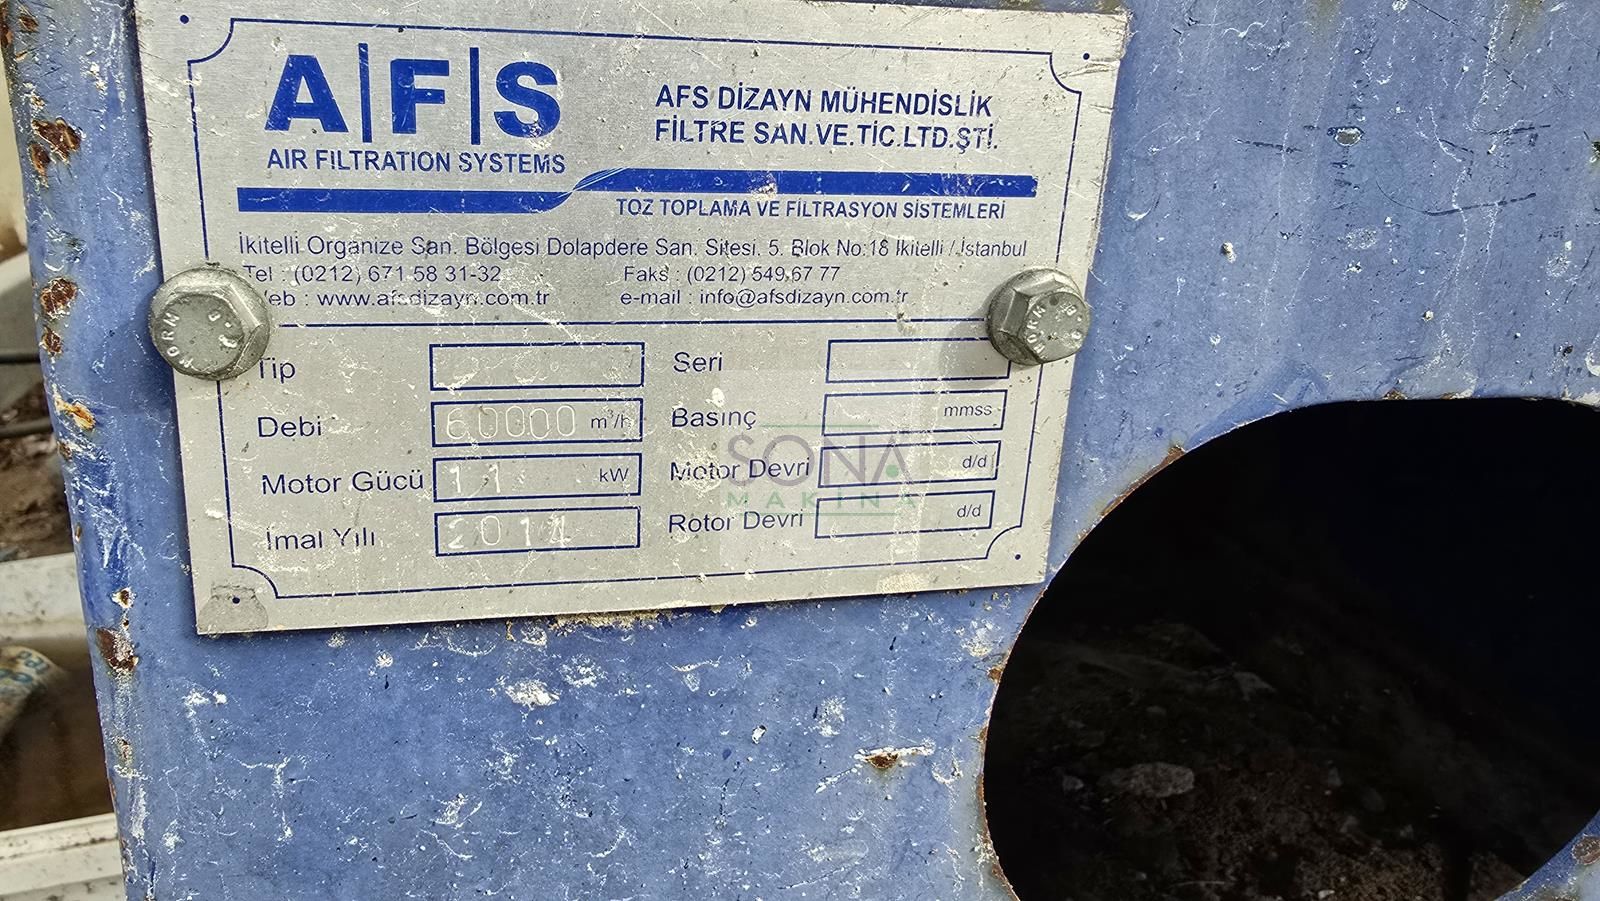 A|F|S
AIR FILTRATION SYSTEMS
AFS DİZAYN MÜHENDİSLİK
FİLTRE SAN.VE.TİC.LTD.ŞTİ.
TOZ TOPLAMA VE FİLTRASYON SİSTEMLERİ
İkitelli Organize San. Bölgesi Dolapdere San. Sitesi. 5. Blok No:18 İkitelli / İstanbul
Tel : (0212) 671 58 31-32 Faks : (0212) 549 67 77
Web : www.afsdizayn.com.tr e-mail : info@afsdizayn.com.tr
Tip Seri
Debi 60000 m³/h Basınç mmss
Motor Gücü 11 kW Motor Devri d/d
İmal Yılı 2014 Rotor Devri d/d
SONA
MAKİNA